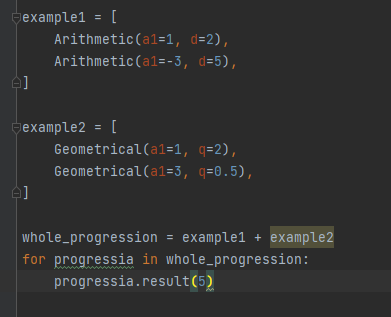 example1 = [
    Arithmetic(a1=1, d=2),
    Arithmetic(a1=-3, d=5),
]
example2 = [
    Geometrical(a1=1, q=2),
    Geometrical(a1=3, q=0.5),
]
whole_progression = example1 + example2
for progressia in whole_progression:
    progressia.result(5)